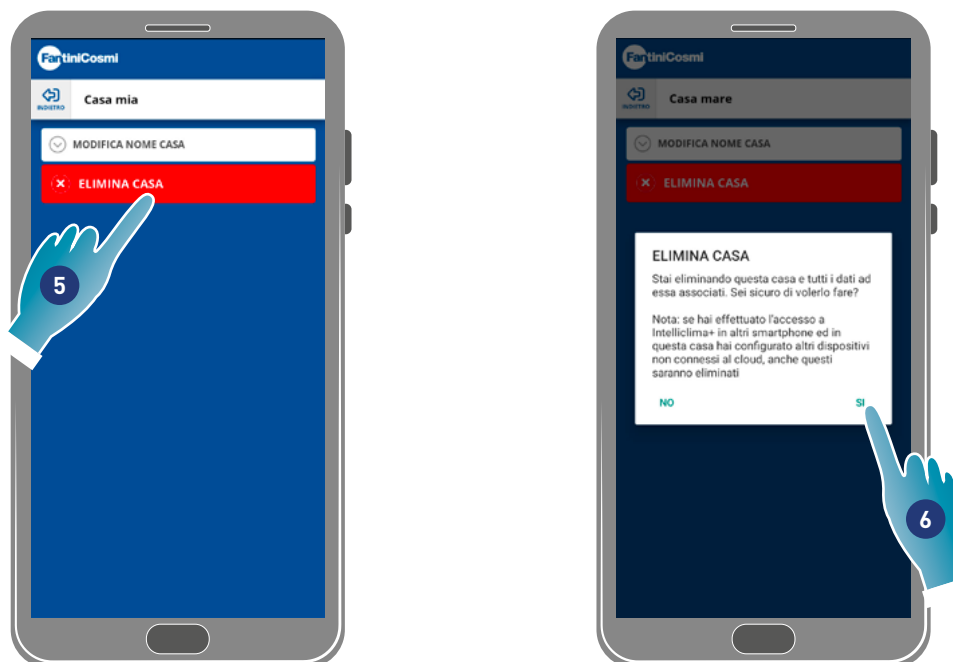 FantiniCosmi
INDIETRO
Casa mia
MODIFICA NOME CASA
ELIMINA CASA
5
FantiniCosmi
INDIETRO
Casa mare
MODIFICA NOME CASA
ELIMINA CASA
ELIMINA CASA
Stai eliminando questa casa e tutti i dati ad
essa associati. Sei sicuro di volerlo fare?
Nota: se hai effettuato l'accesso a
Intelliclima+ in altri smartphone ed in
questa casa hai configurato altri dispositivi
non connessi al cloud, anche questi
saranno eliminati
NO
SI
6